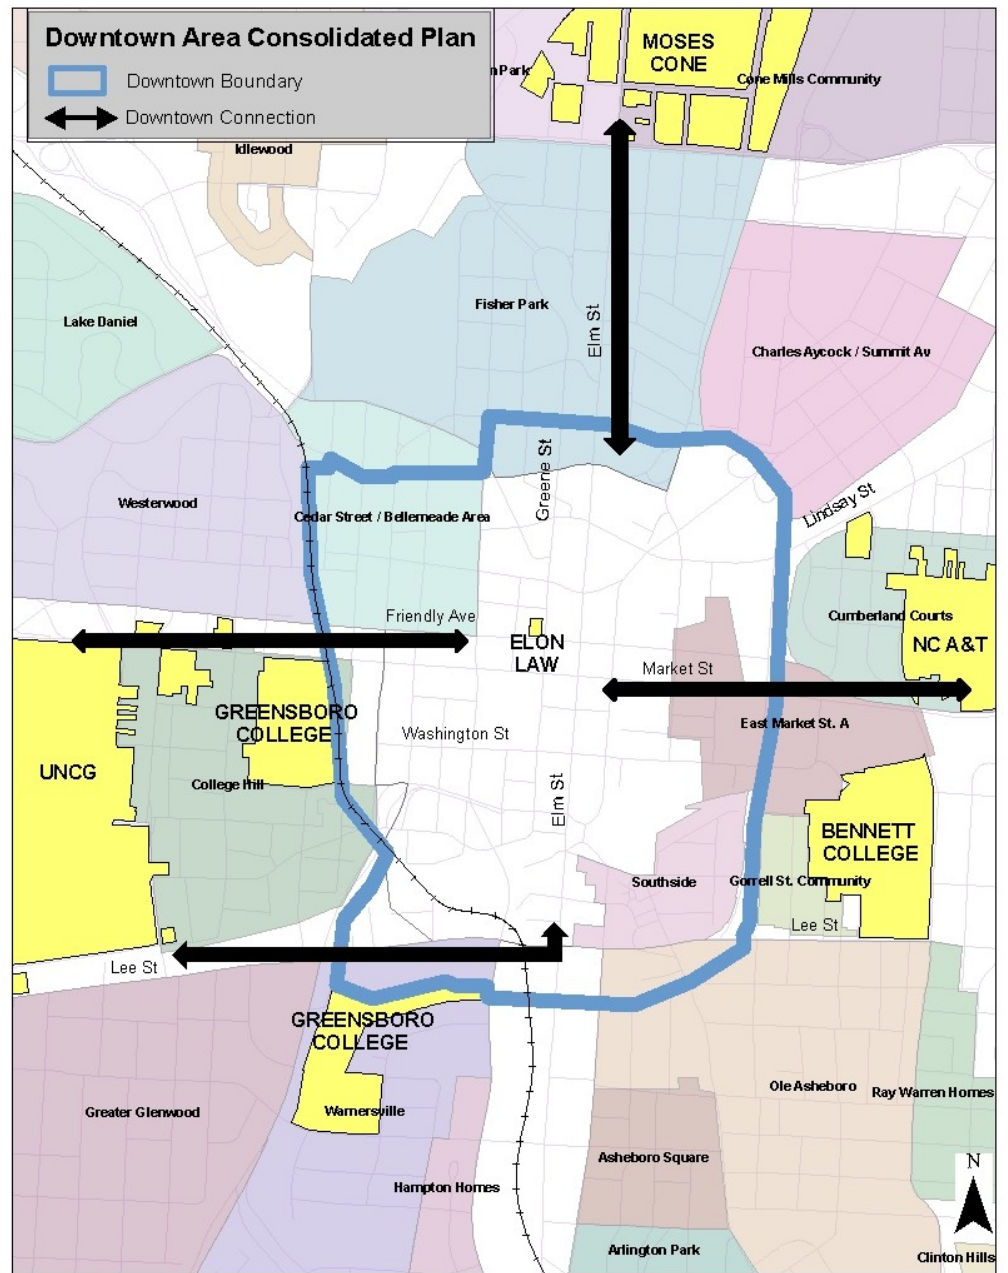 Downtown Area Consolidated Plan
Downtown Boundary
Downtown Connection
n Park
MOSES
CONE
Cone Mills Community
Idlewood
Lake Daniel
Fisher Park
Elm St
Charles Aycock / Summit Av
Westerwood
Cedar Street / Bellemeade Area
Greene St
Lindsay St
Friendly Ave
ELON
LAW
Cumberland Courts
NC A&T
Market St
GREENSBORO
COLLEGE
Washington St
East Market St. A
UNCG
College Hill
Elm St
BENNETT
COLLEGE
Southside
Gorrell St. Community
Lee St
Lee St
GREENSBORO
COLLEGE
Greater Glenwood
Warnersville
Ole Asheboro
Ray Warren Homes
Asheboro Square
Hampton Homes
N
Arlington Park
Clinton Hills